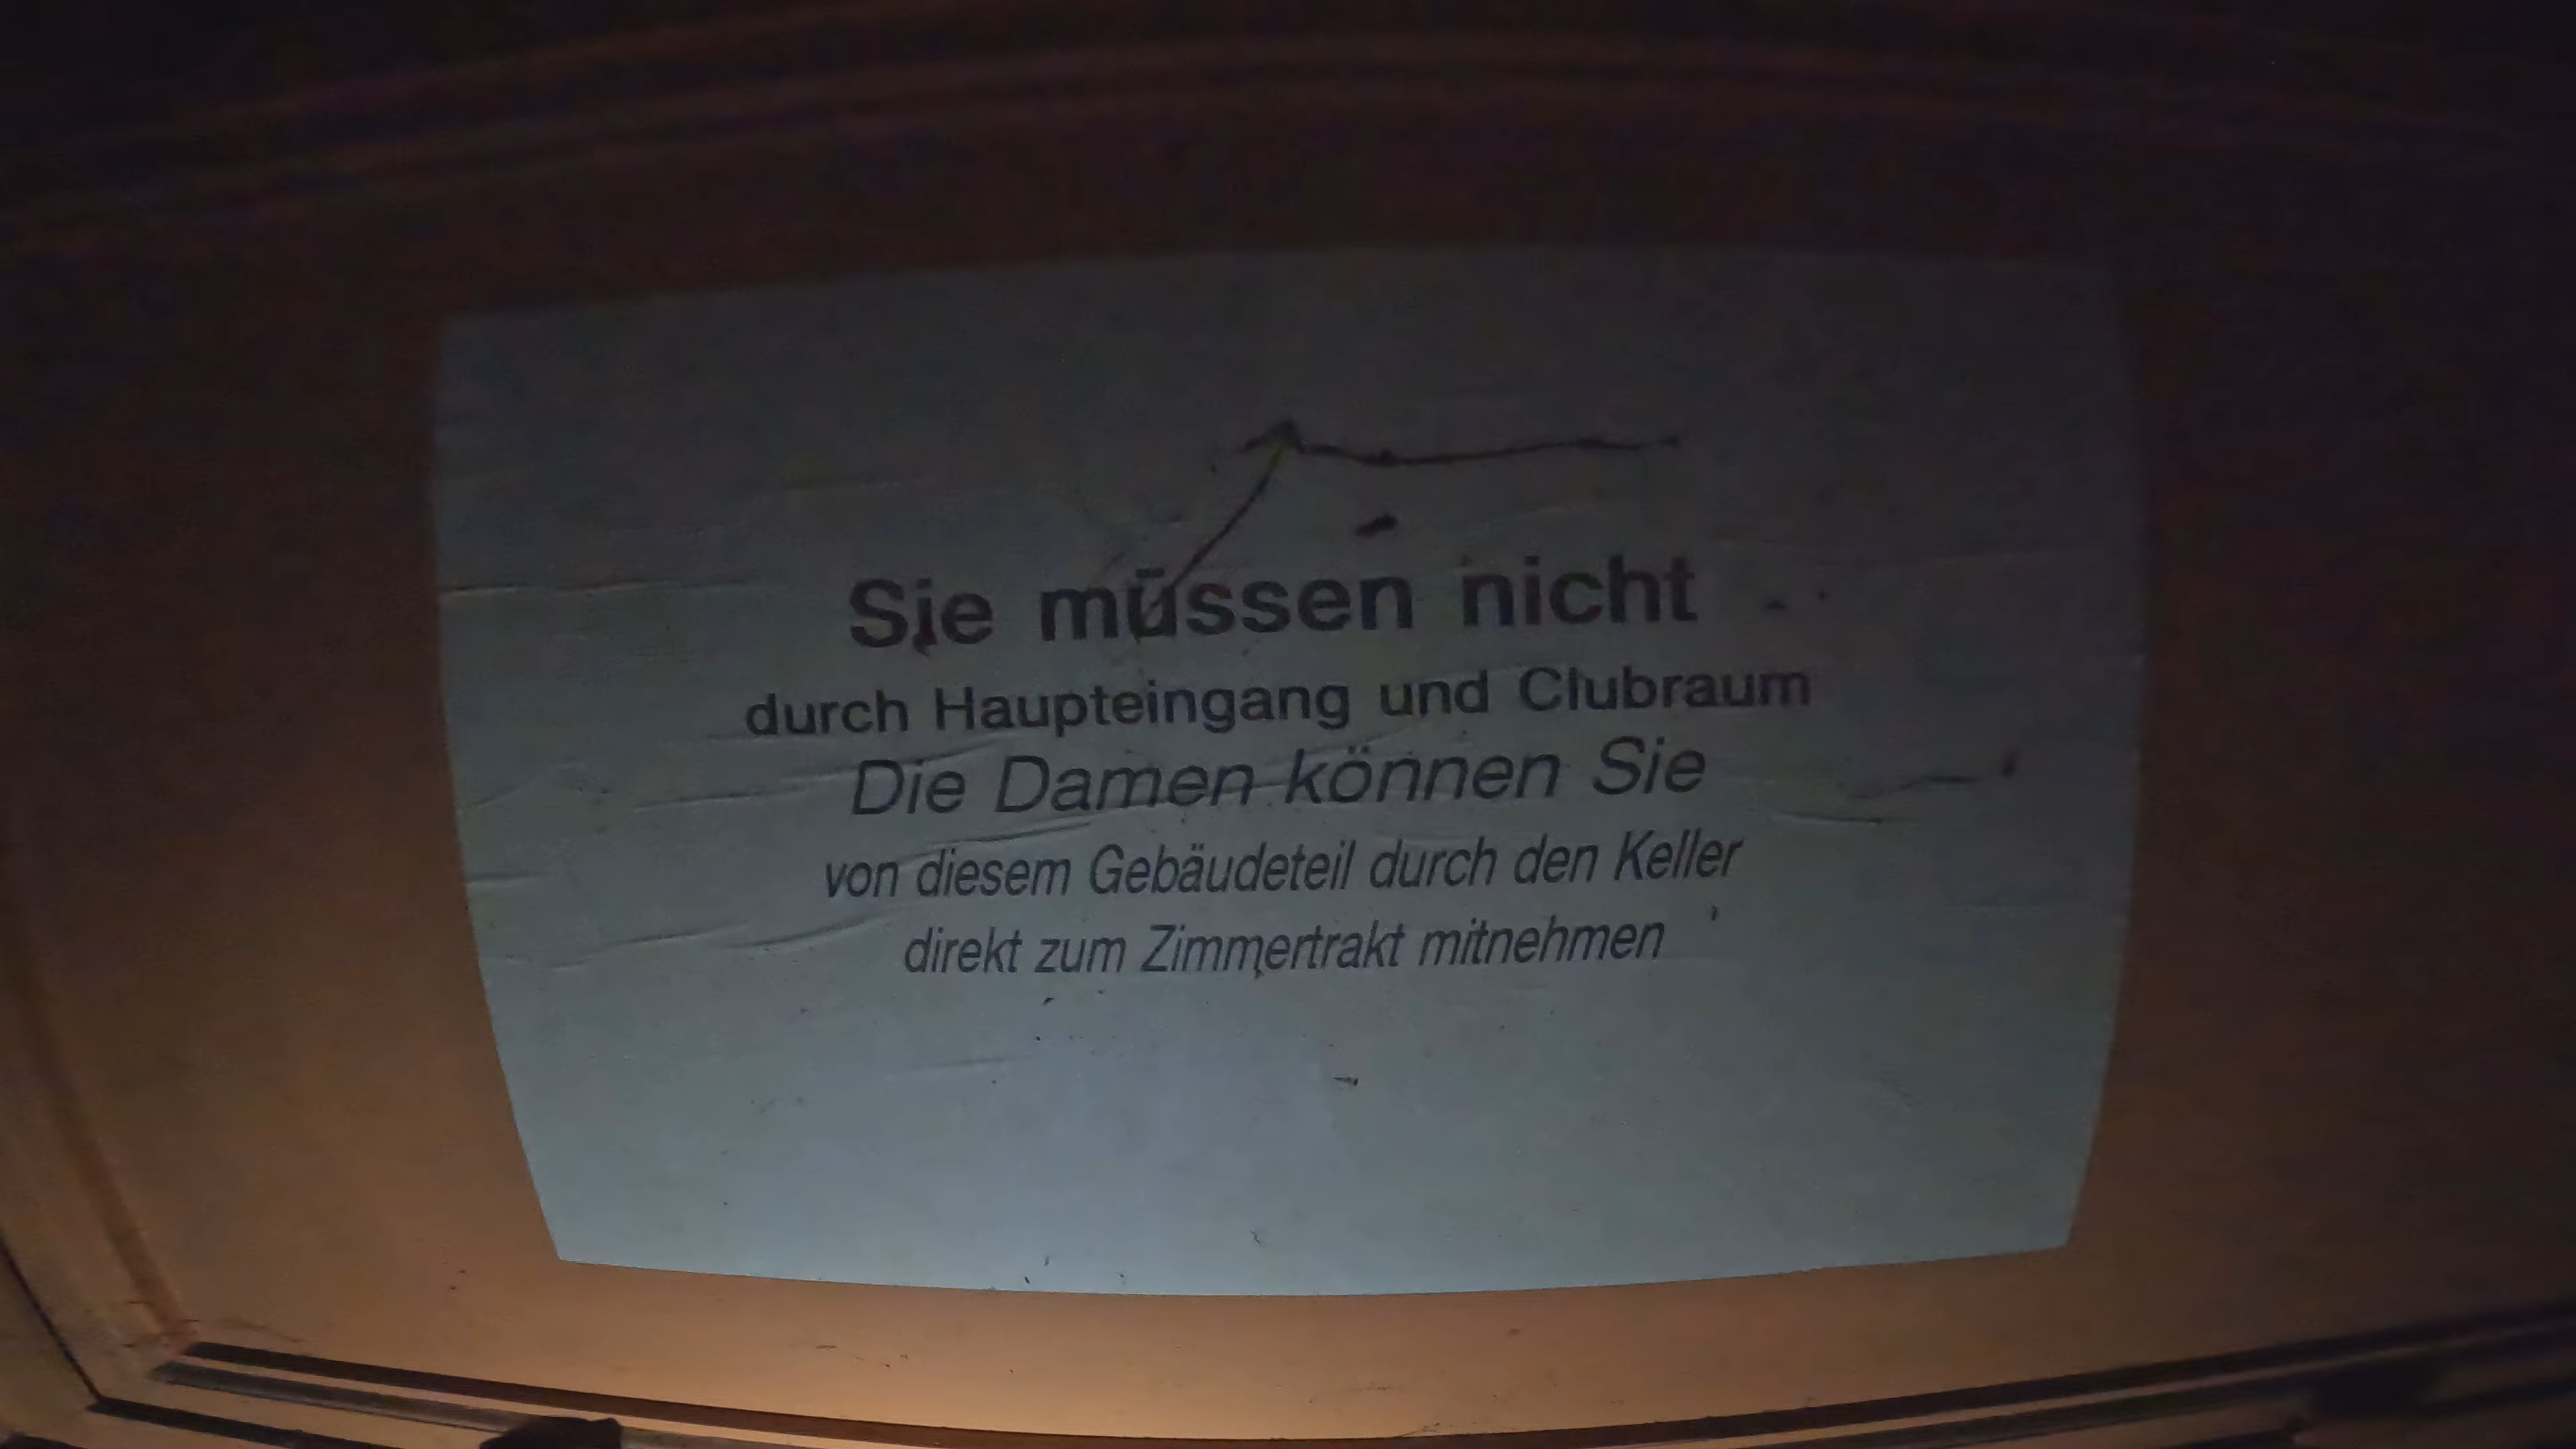 Sie müssen nicht
durch Haupteingang und Clubraum
Die Damen können Sie
von diesem Gebäudeteil durch den Keller
direkt zum Zimmertrakt mitnehmen